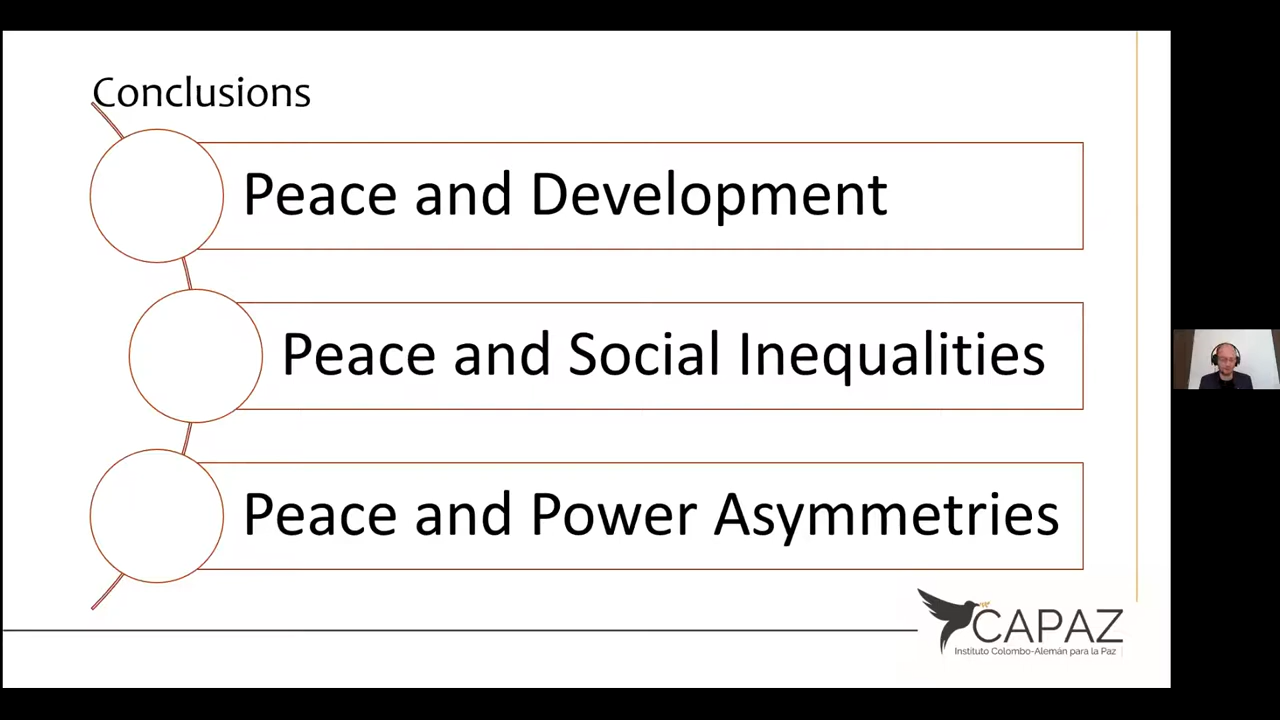 Conclusions
Peace and Development
Peace and Social Inequalities
Peace and Power Asymmetries
CAPAZ
Instituto Colombo-Alemán para la Paz